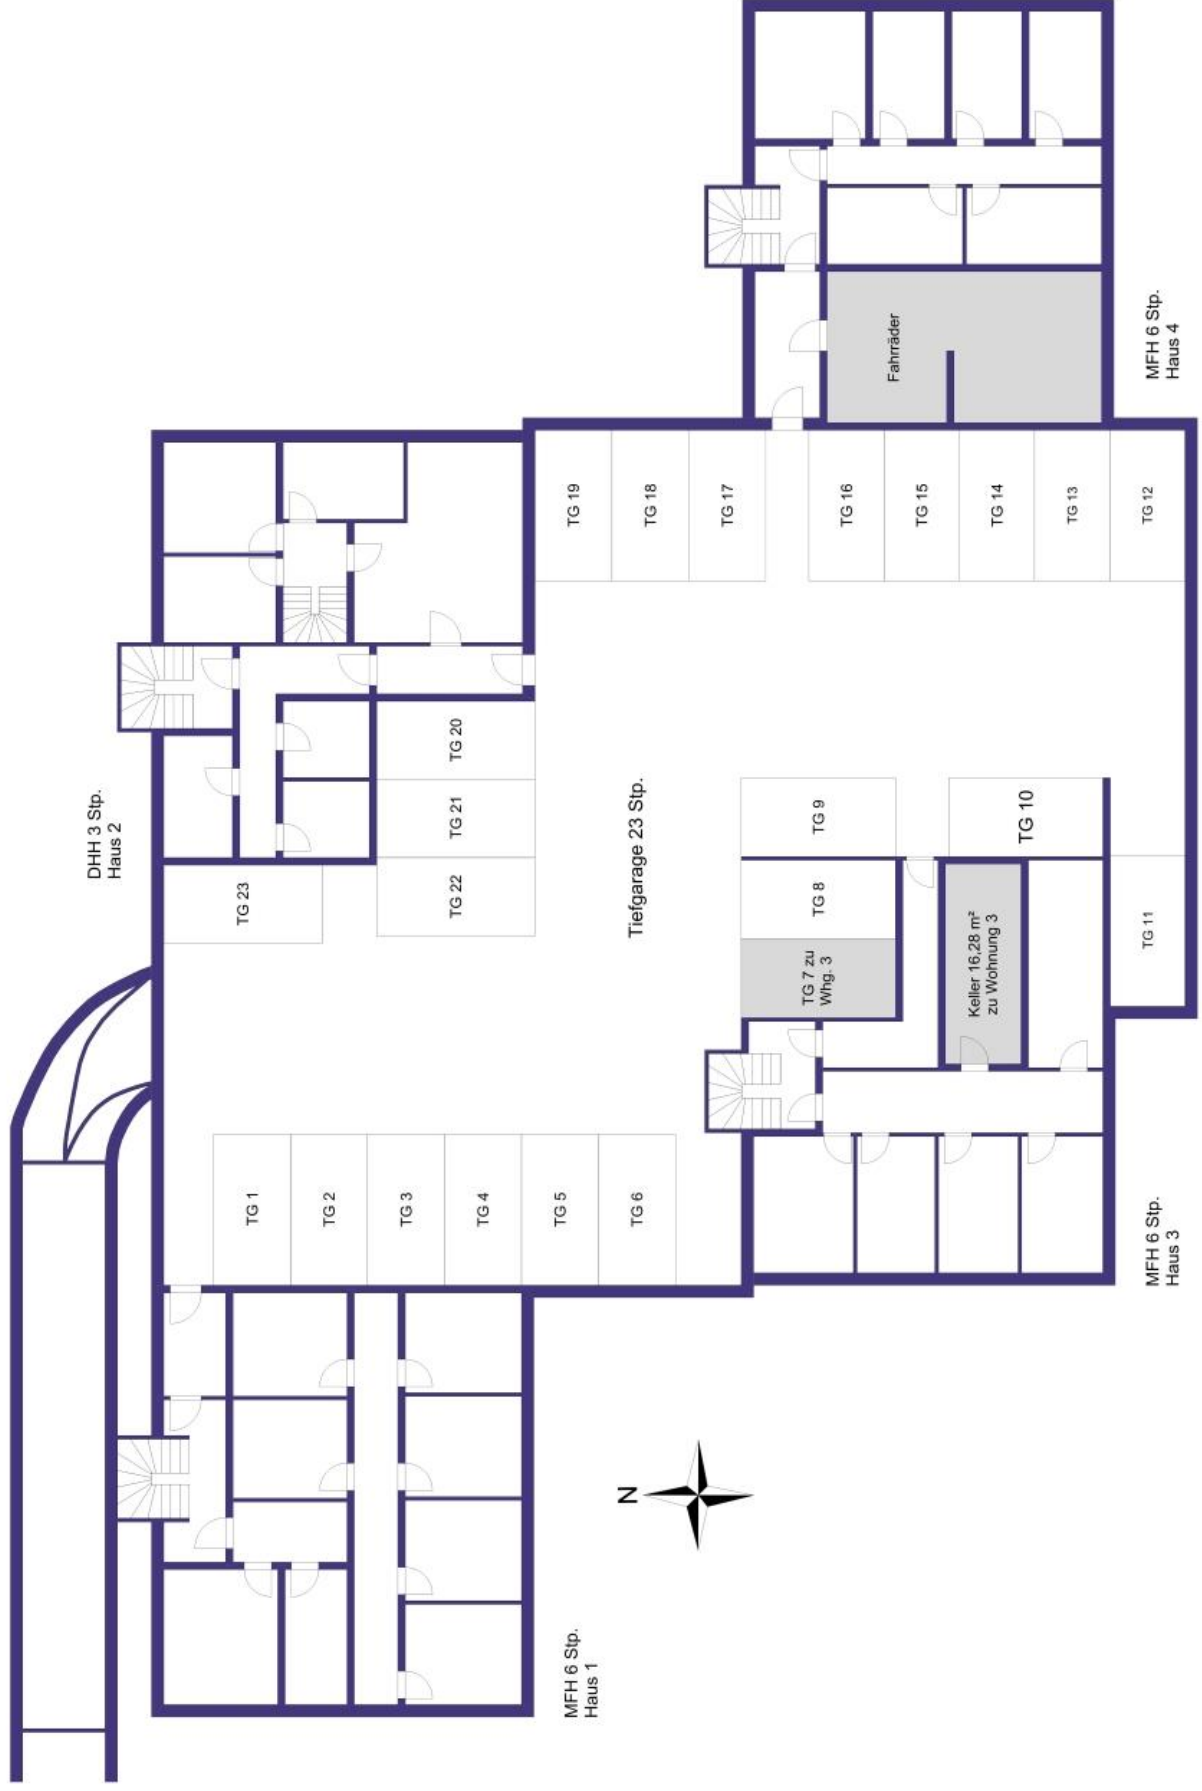 DHH 3 Stp.
Haus 2
TG 23
TG 22
TG 21
TG 20
TG 19
TG 18
TG 17
TG 16
TG 15
TG 14
TG 13
TG 12
Fahrräder
MFH 6 Stp.
Haus 4
Tiefgarage 23 Stp.
TG 9
TG 8
TG 7 zu
Whg. 3
TG 10
TG 11
Keller 16,28 m²
zu Wohnung 3
TG 1
TG 2
TG 3
TG 4
TG 5
TG 6
MFH 6 Stp.
Haus 3
N
MFH 6 Stp.
Haus 1